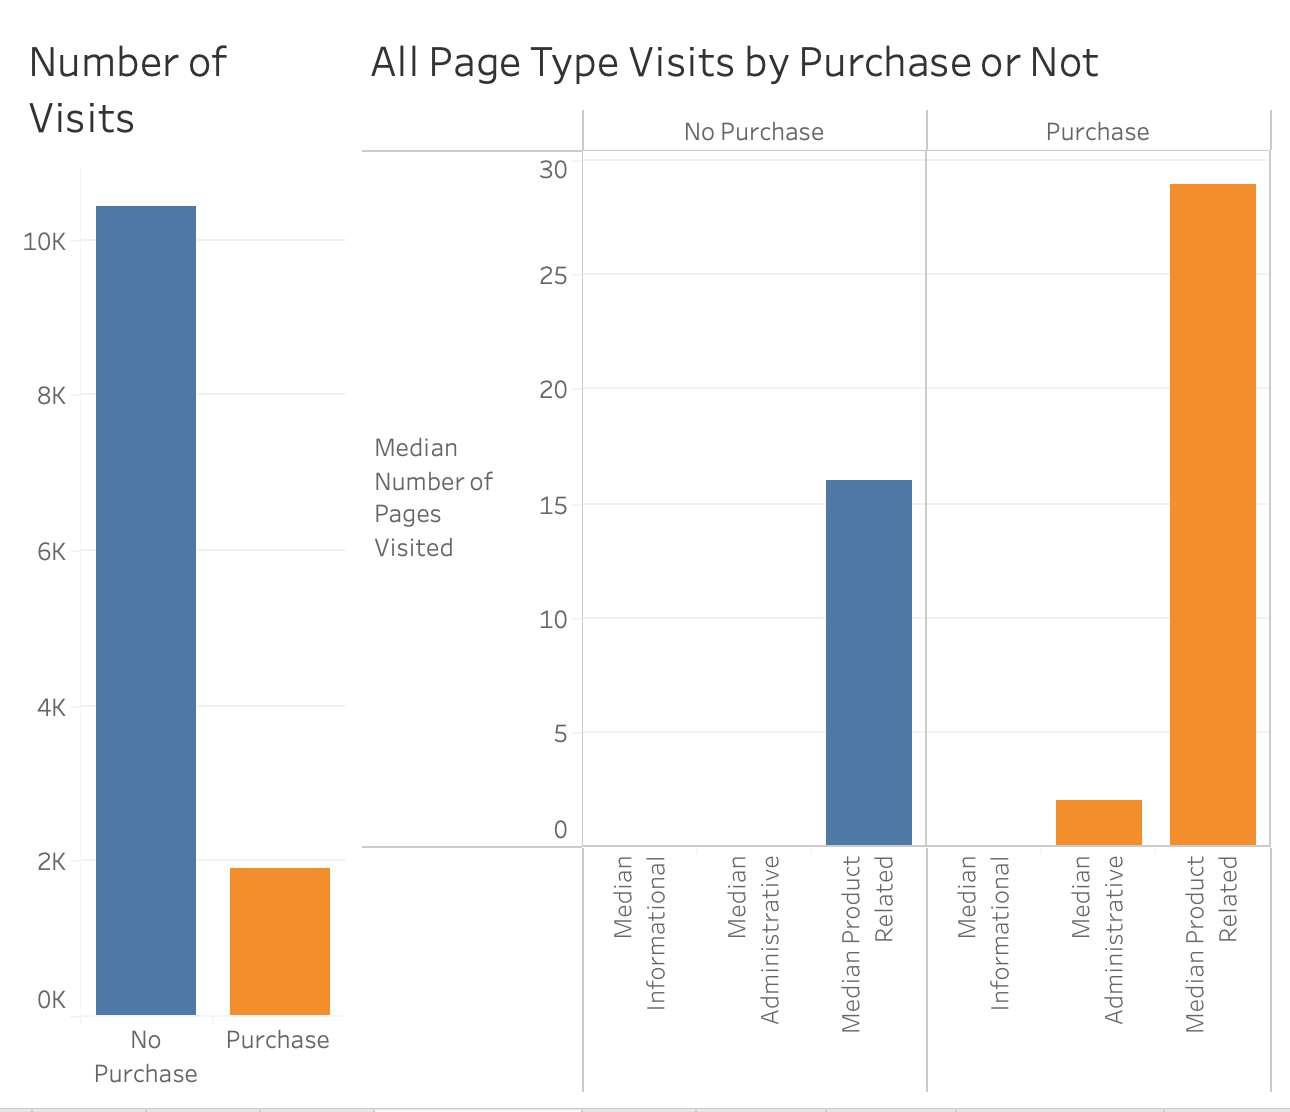 Number of
Visits
10K
8K
6K
4K
2K
0K
No
Purchase
Purchase
All Page Type Visits by Purchase or Not
No Purchase
Purchase
Median
Number of
Pages
Visited
30
25
20
15
10
5
0
Median
Informational
Median
Administrative
Median Product
Related
Median
Informational
Median
Administrative
Median Product
Related